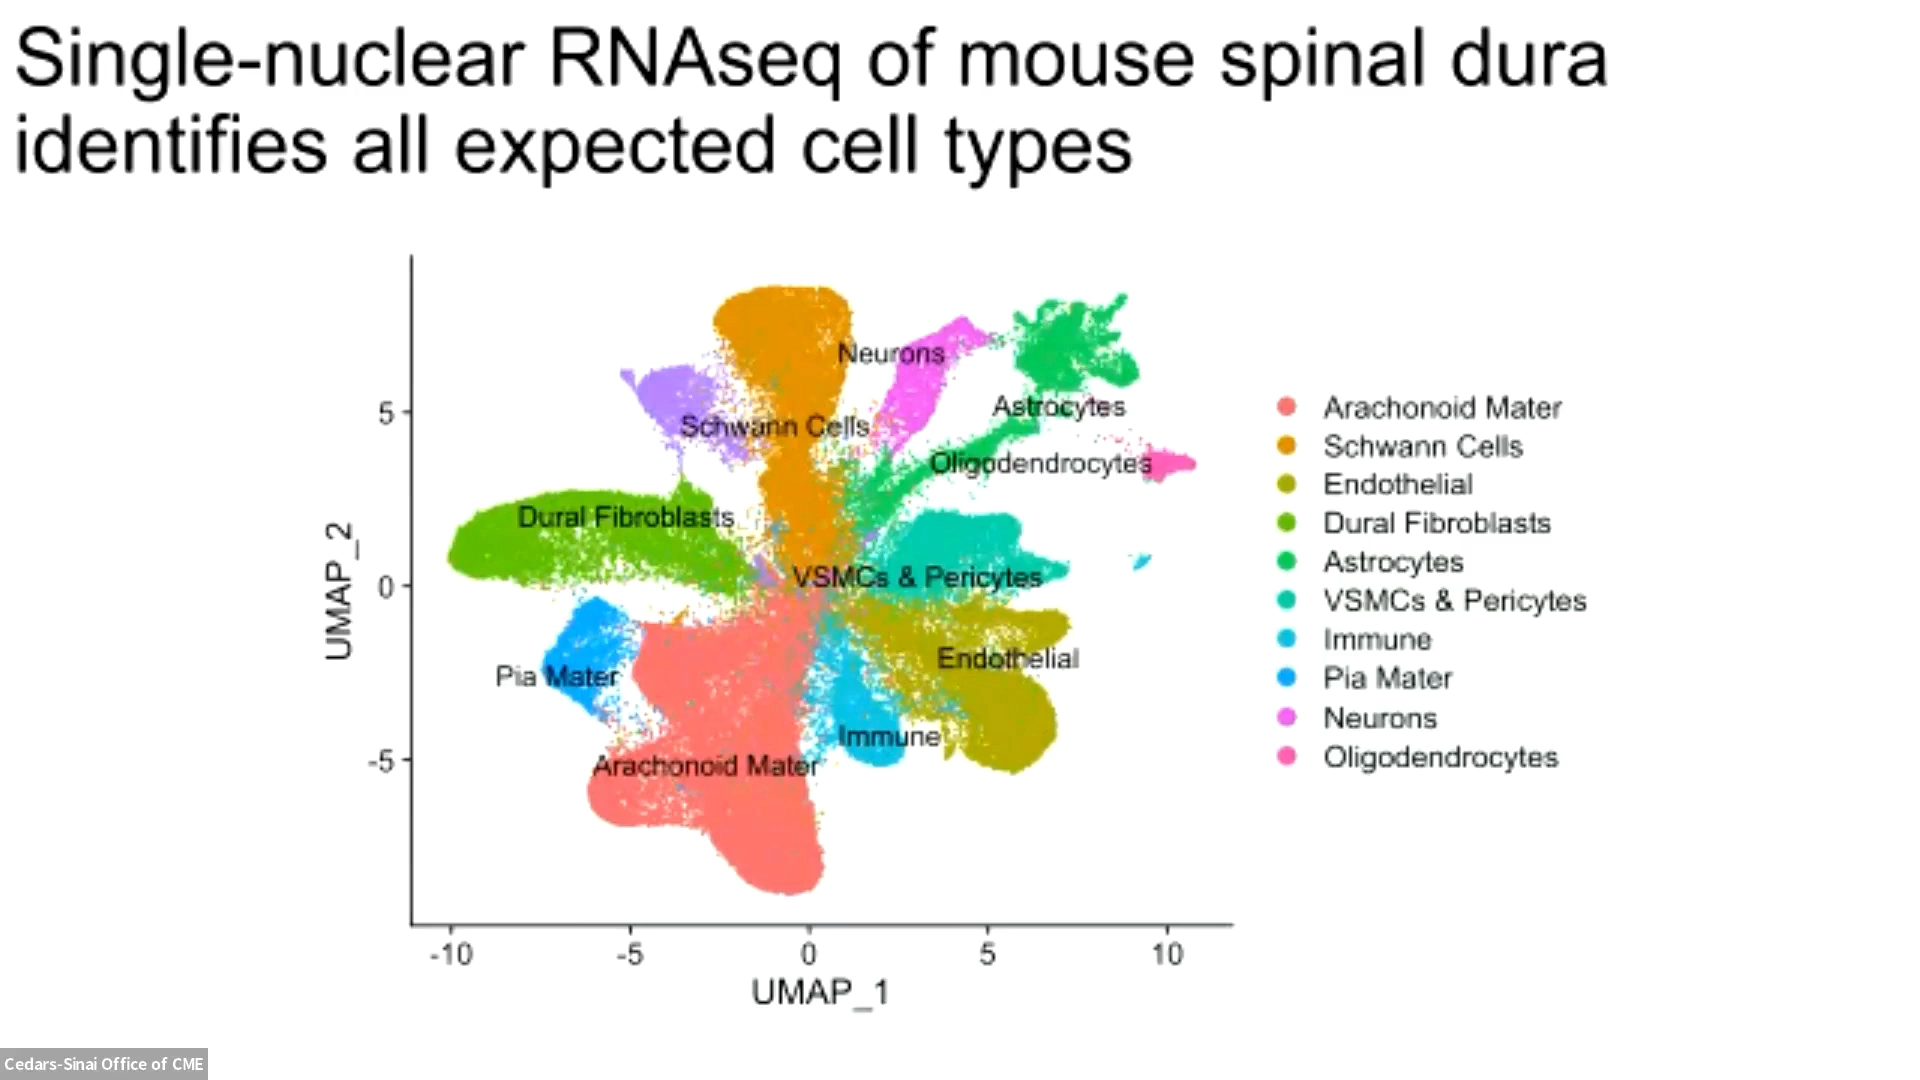 Single-nuclear RNAseq of mouse spinal dura
identifies all expected cell types
Neurons
Astrocytes
Schwann Cells
Oligodendrocytes
Dural Fibroblasts
VSMCs & Pericytes
Endothelial
Pia Mater
Immune
Arachonoid Mater
5
0
-5
UMAP_2
-10
-5
0
5
10
UMAP_1
Arachonoid Mater
Schwann Cells
Endothelial
Dural Fibroblasts
Astrocytes
VSMCs & Pericytes
Immune
Pia Mater
Neurons
Oligodendrocytes
Cedars-Sinai Office of CME